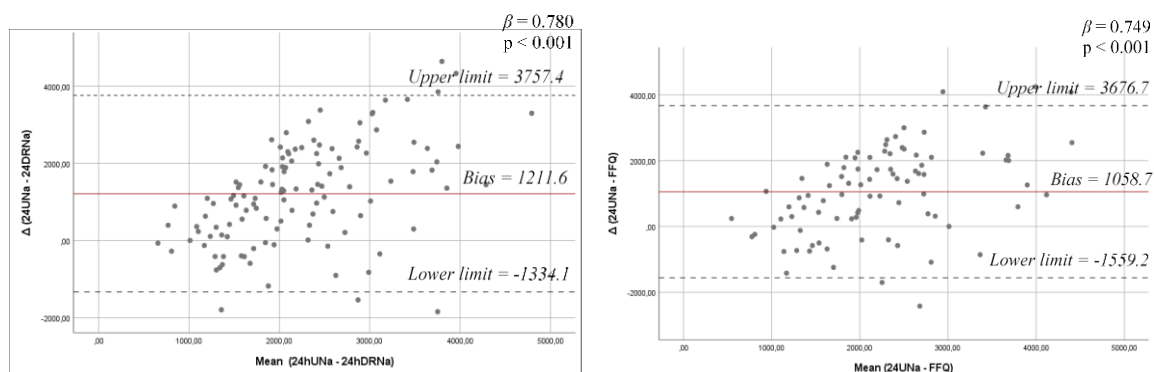 β = 0.780
p < 0.001
4000,00
2000,00
,00
-2000,00
Δ (24UNa - 24DRNa)
Upper limit = 3757.4
Bias = 1211.6
Lower limit = -1334.1
,00 1000,00 2000,00 3000,00 4000,00 5000,00
Mean (24hUNa - 24hDRNa)
β = 0.749
p < 0.001
4000,00
2000,00
,00
-2000,00
Δ (24UNa - FFQ)
Upper limit = 3676.7
Bias = 1058.7
Lower limit = -1559.2
,00 1000,00 2000,00 3000,00 4000,00 5000,00
Mean (24UNa - FFQ)